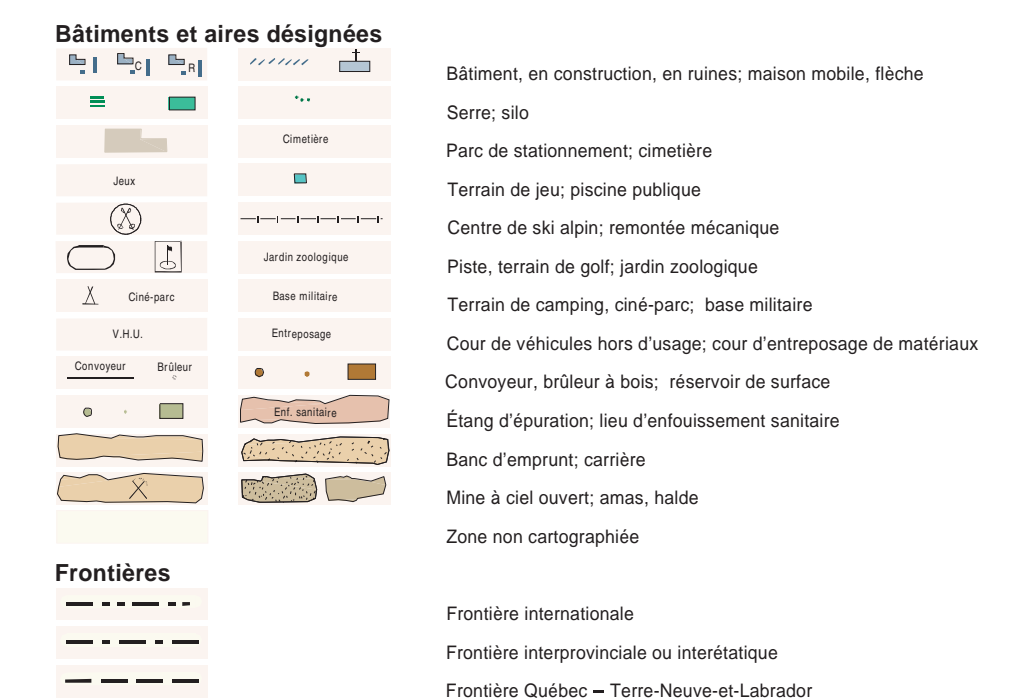 Bâtiments et aires désignées
C R Bâtiment, en construction, en ruines; maison mobile, flèche
Serre; silo
Cimetière Parc de stationnement; cimetière
Jeux Terrain de jeu; piscine publique
Centre de ski alpin; remontée mécanique
Jardin zoologique Piste, terrain de golf; jardin zoologique
Ciné-parc Base militaire Terrain de camping, ciné-parc; base militaire
V.H.U. Entreposage Cour de véhicules hors d'usage; cour d'entreposage de matériaux
Convoyeur Brûleur Convoyeur, brûleur à bois; réservoir de surface
Enf. sanitaire Étang d'épuration; lieu d'enfouissement sanitaire
Banc d'emprunt; carrière
Mine à ciel ouvert; amas, halde
Zone non cartographiée
Frontières
Frontière internationale
Frontière interprovinciale ou interétatique
Frontière Québec – Terre-Neuve-et-Labrador